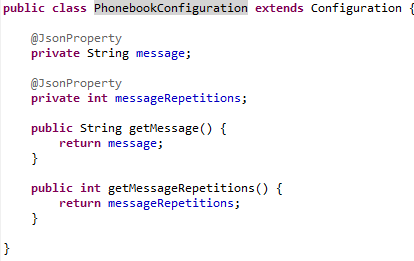 public class PhonebookConfiguration extends Configuration {
@JsonProperty
private String message;
@JsonProperty
private int messageRepetitions;
public String getMessage() {
return message;
}
public int getMessageRepetitions() {
return messageRepetitions;
}
}